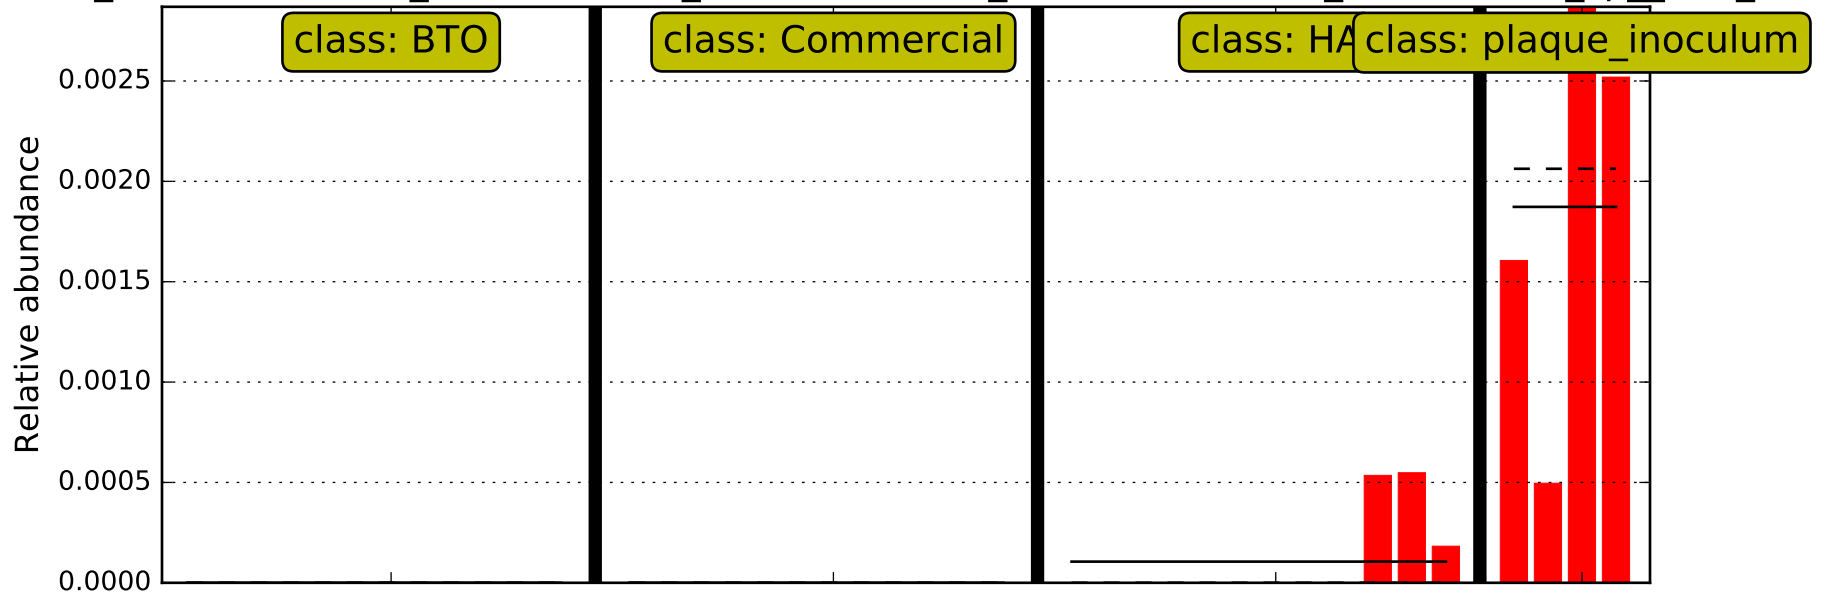 class: BTO
class: Commercial
class: HA
class: plaque_inoculum
0.0025
0.0020
0.0015
0.0010
0.0005
0.0000
Relative abundance